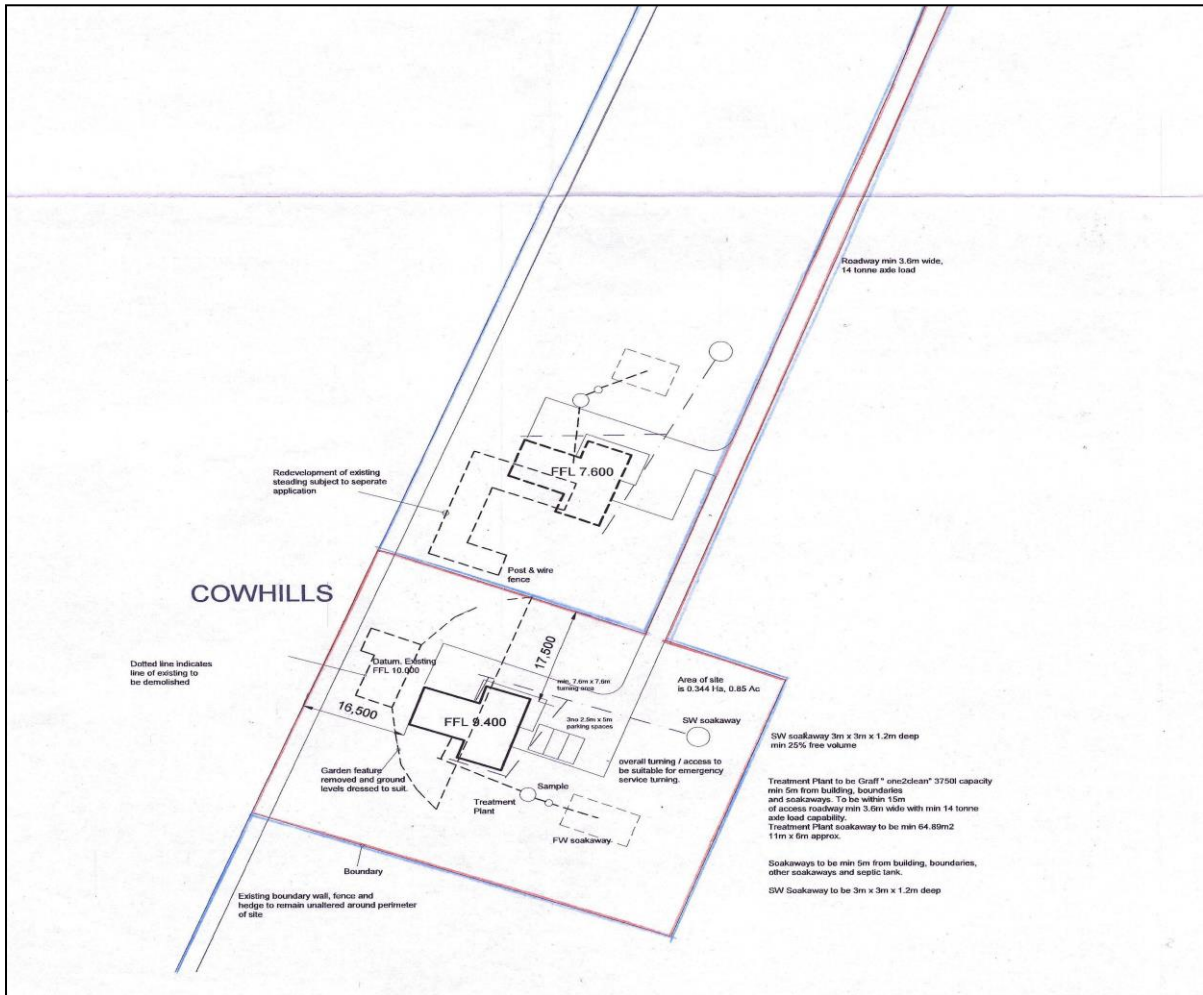 Roadway min 3.6m wide,
14 tonne axle load
FFL 7.600
Redevelopment of existing
steading subject to seperate
application
Post & wire
fence
COWHILLS
Dotted line indicates
line of existing to
be demolished
Datum. Existing
FFL 10.000
17,500
min. 7.6m x 7.6m
turning area
Area of site
is 0.344 Ha, 0.85 Ac
16,500
FFL 9.400
3no 2.5m x 5m
parking spaces
SW soakaway
SW soakaway 3m x 3m x 1.2m deep
min 25% free volume
overall turning / access to
be suitable for emergency
service turning.
Garden feature
removed and ground
levels dressed to suit.
Treatment
Plant
Sample
FW soakaway
Treatment Plant to be Graff " one2clean" 3750l capacity
min 5m from building, boundaries
and soakaways. To be within 15m
of access roadway min 3.6m wide with min 14 tonne
axle load capability.
Treatment Plant soakaway to be min 64.89m2
11m x 6m approx.
Soakaways to be min 5m from building, boundaries,
other soakaways and septic tank.
SW Soakaway to be 3m x 3m x 1.2m deep
Boundary
Existing boundary wall, fence and
hedge to remain unaltered around perimeter
of site